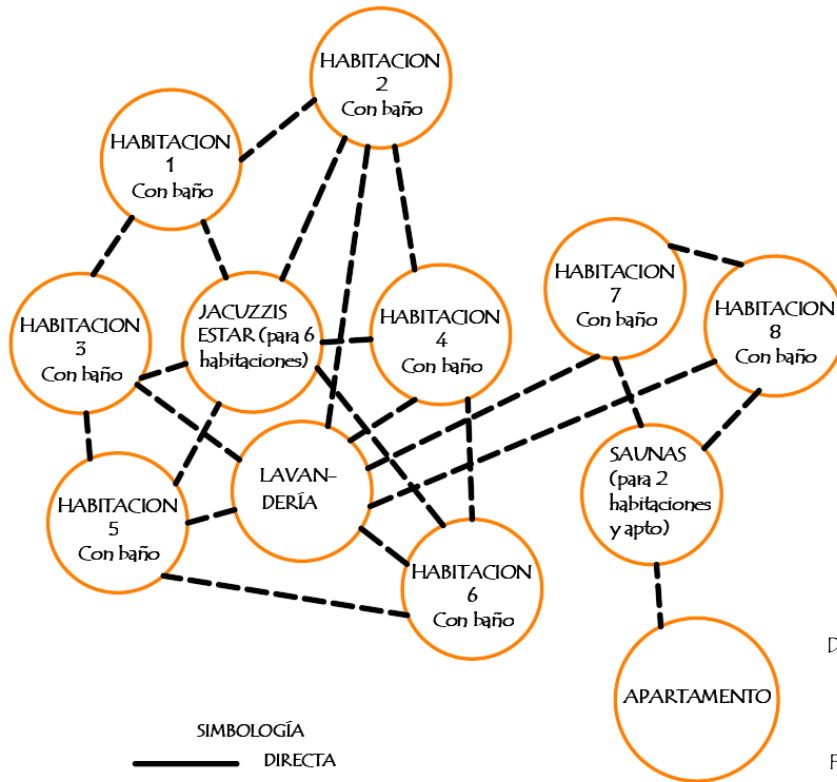 HABITACION
2
Con baño
HABITACION
1
Con baño
HABITACION
7
Con baño
HABITACION
8
Con baño
JACUZZIS
ESTAR (para 6
habitaciones)
HABITACION
4
Con baño
HABITACION
3
Con baño
SAUNAS
(para 2
habitaciones
y apto)
LAVAN-
DERÍA
HABITACION
5
Con baño
HABITACION
6
Con baño
D
APARTAMENTO
SIMBOLOGÍA
DIRECTA
F